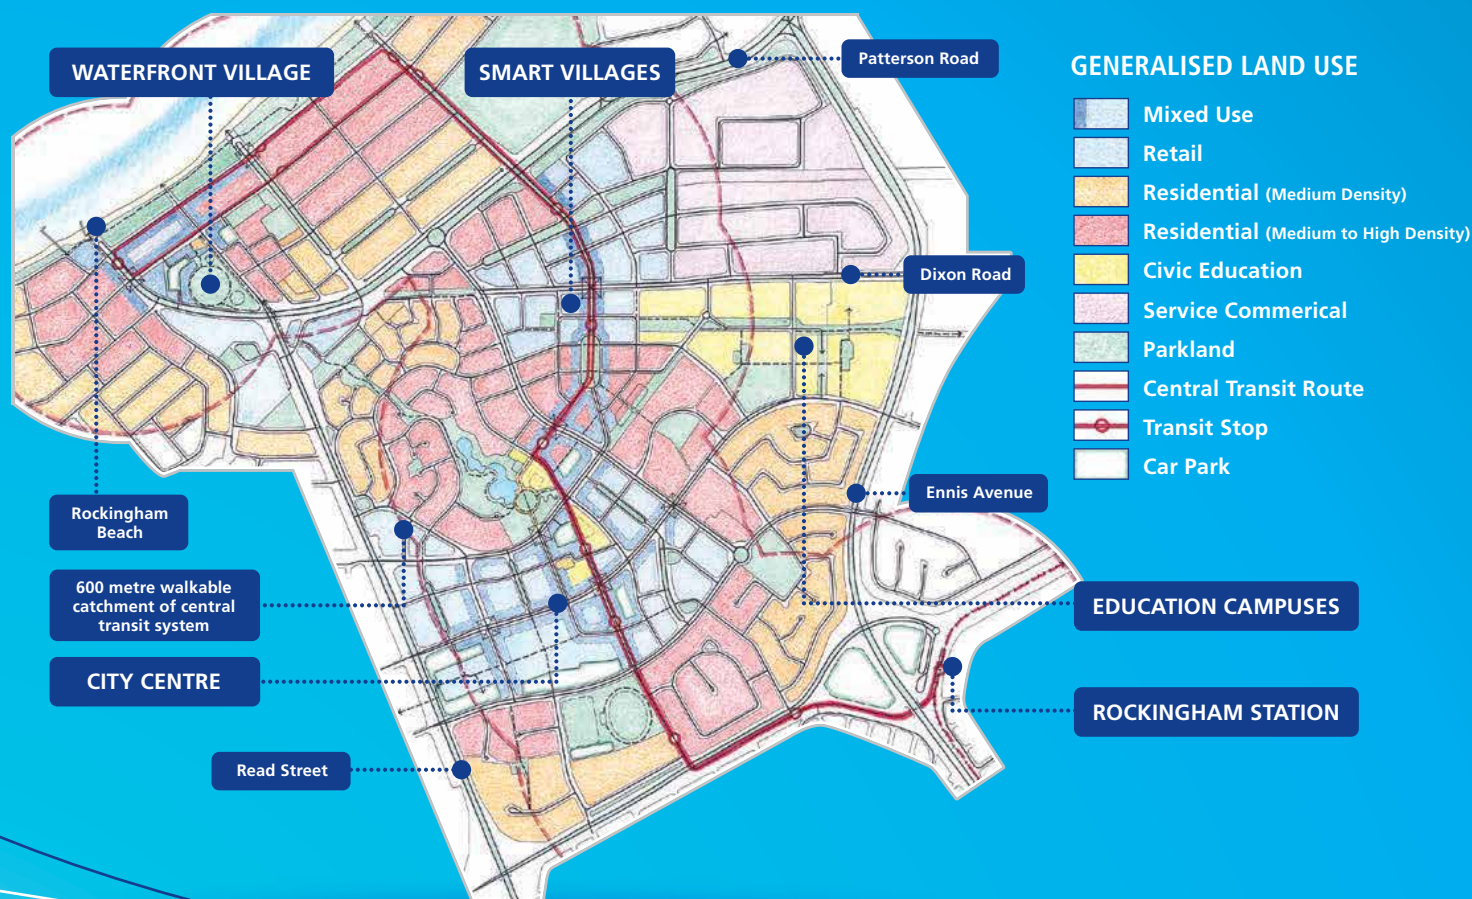 WATERFRONT VILLAGE
SMART VILLAGES
Patterson Road
Dixon Road
Ennis Avenue
Rockingham
Beach
600 metre walkable
catchment of central
transit system
CITY CENTRE
Read Street
EDUCATION CAMPUSES
ROCKINGHAM STATION
GENERALISED LAND USE
Mixed Use
Retail
Residential (Medium Density)
Residential (Medium to High Density)
Civic Education
Service Commerical
Parkland
Central Transit Route
Transit Stop
Car Park